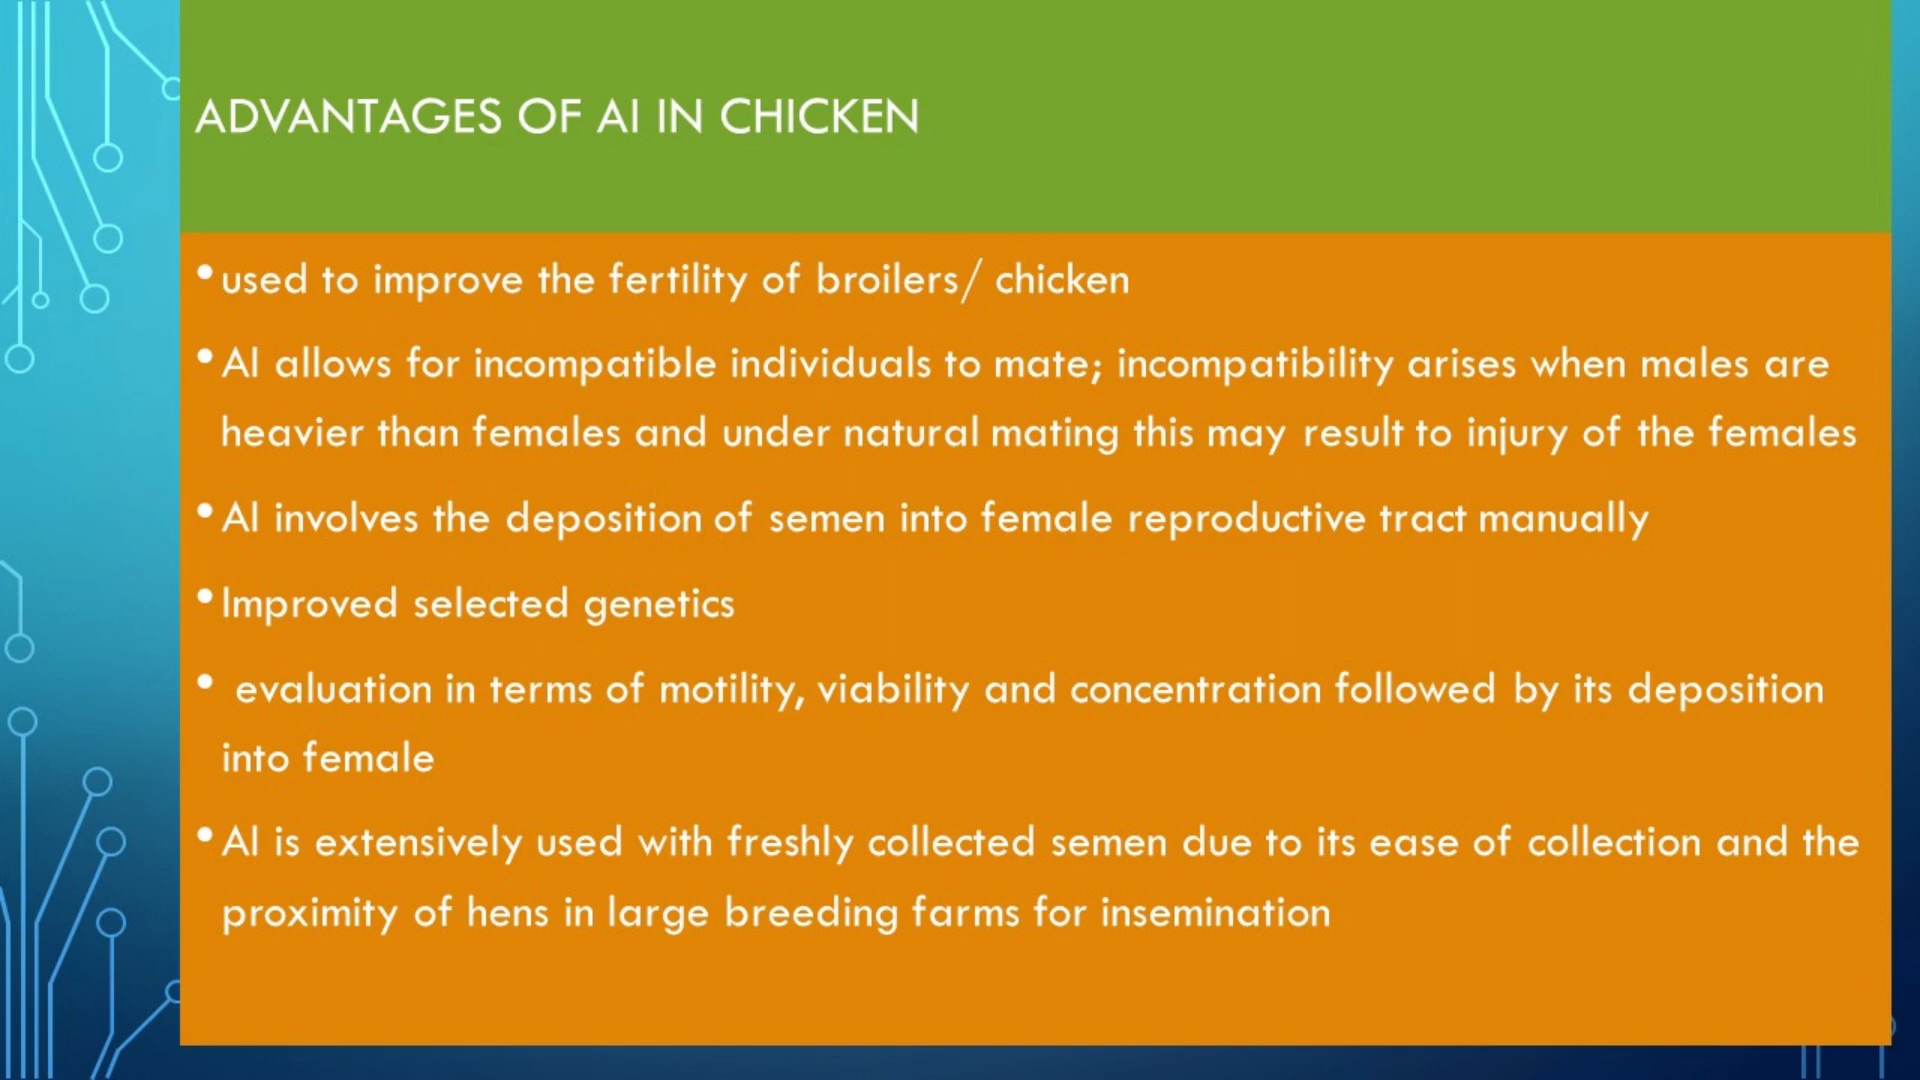 ADVANTAGES OF AI IN CHICKEN
• used to improve the fertility of broilers/ chicken
• AI allows for incompatible individuals to mate; incompatibility arises when males are
heavier than females and under natural mating this may result to injury of the females
• AI involves the deposition of semen into female reproductive tract manually
• Improved selected genetics
• evaluation in terms of motility, viability and concentration followed by its deposition
into female
• AI is extensively used with freshly collected semen due to its ease of collection and the
proximity of hens in large breeding farms for insemination